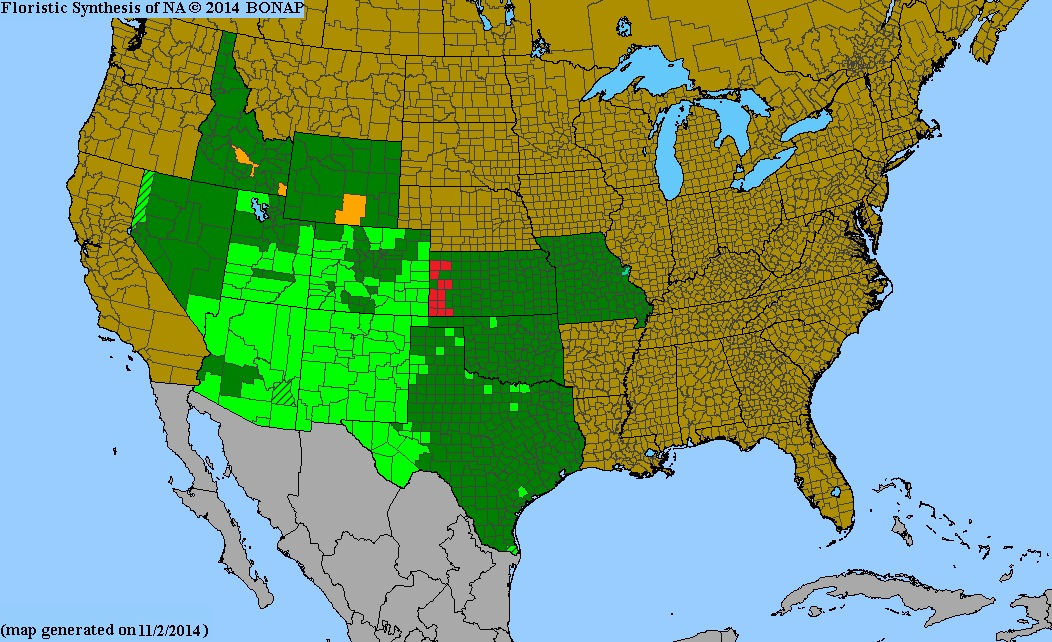 Floristic Synthesis of NA © 2014 BONAP
(map generated on 11/2/2014)